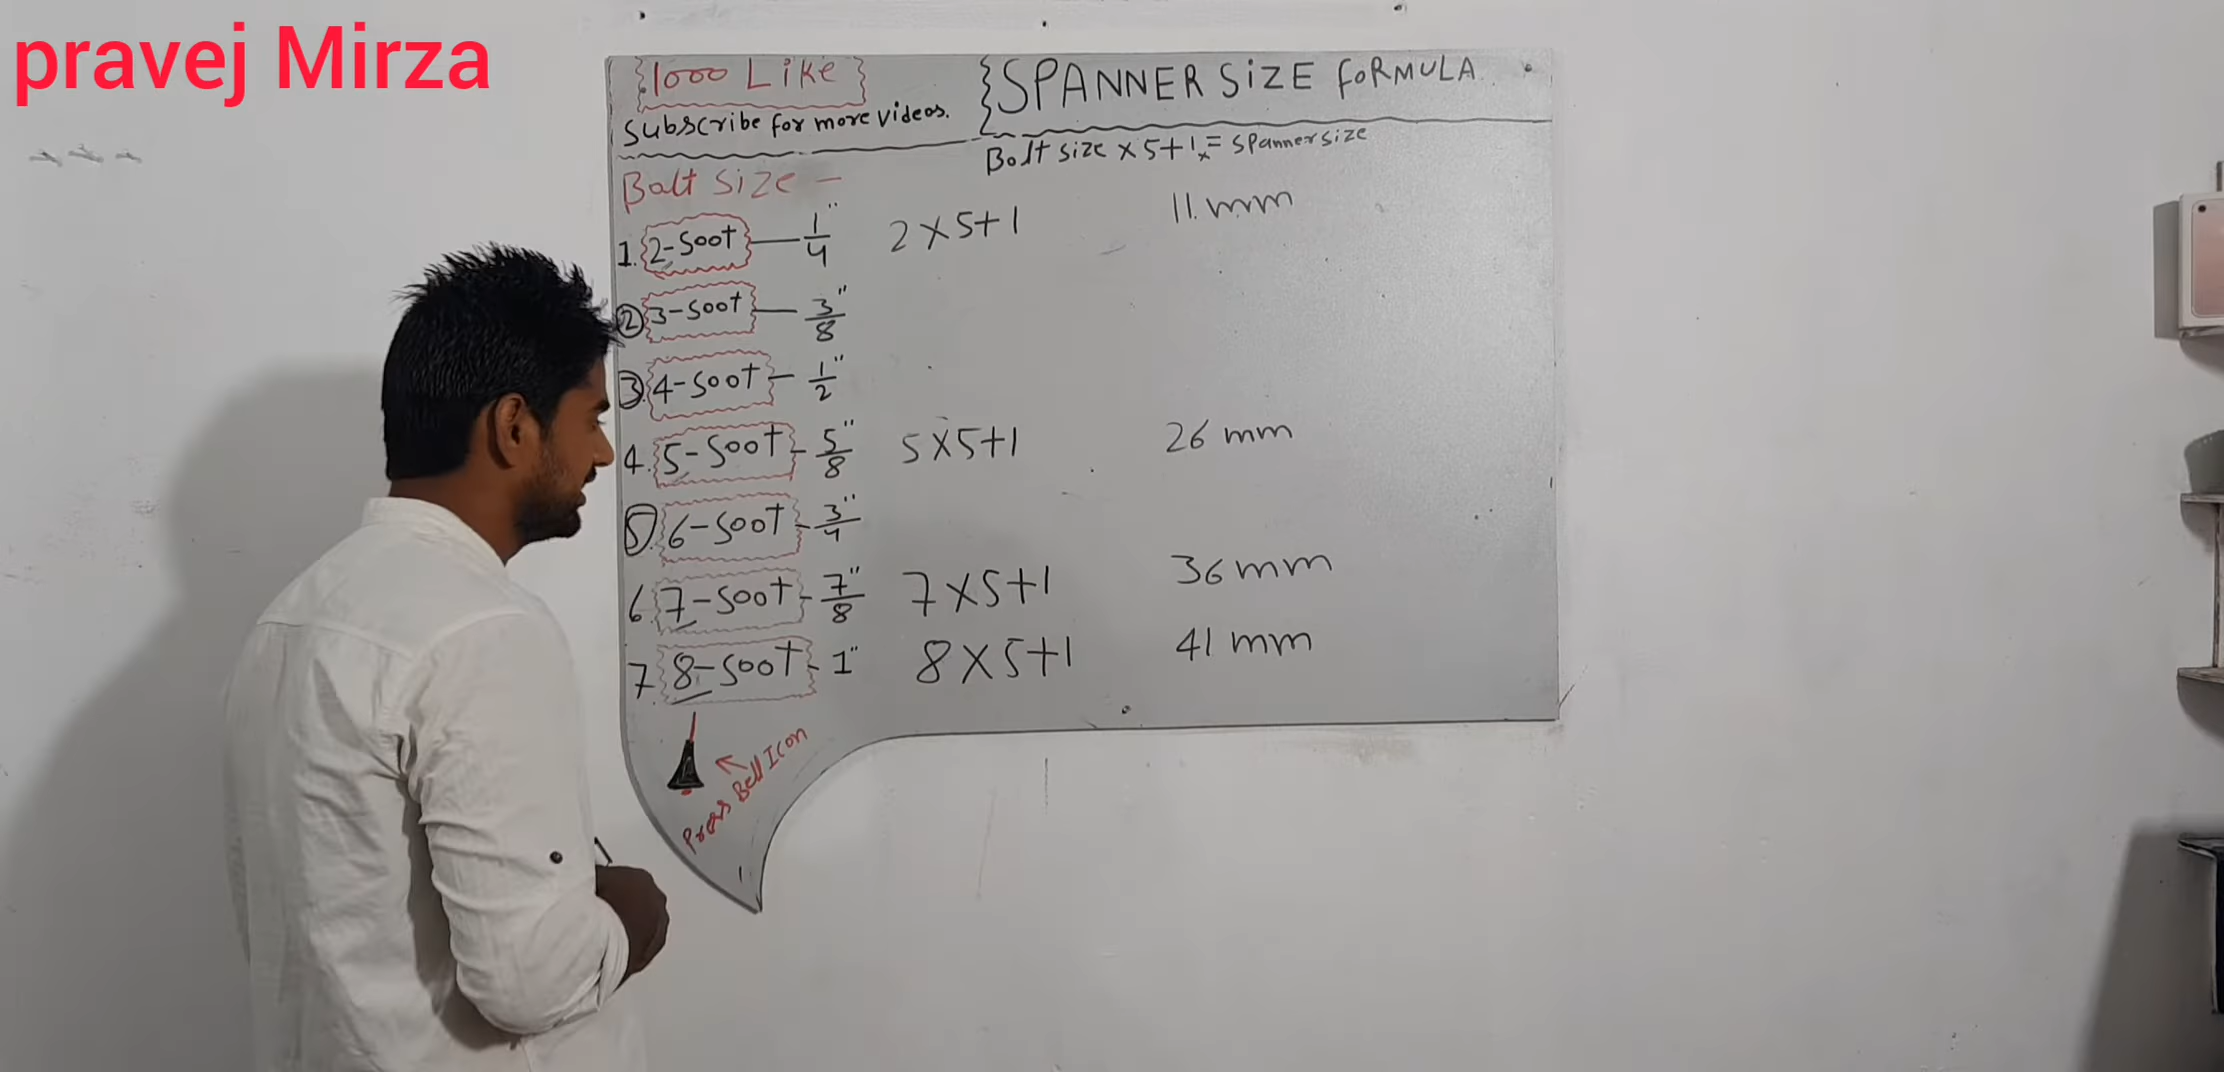 pravej Mirza
1000 Like
Subscribe for more videos.
SPANNER SiZE FoRMULA
Bolt size × 5+1 = spanner size
Balt Size -
1. 2-Soot — 1/4" 2×5+1 11 mm
2 3-Soot — 3/8"
3. 4-Soot - 1/2"
4. 5-Soot - 5/8" 5×5+1 26 mm
5. 6-Soot - 3/4"
6. 7-Soot - 7/8" 7×5+1 36 mm
7. 8-Soot - 1" 8×5+1 41 mm
Press Bell Icon